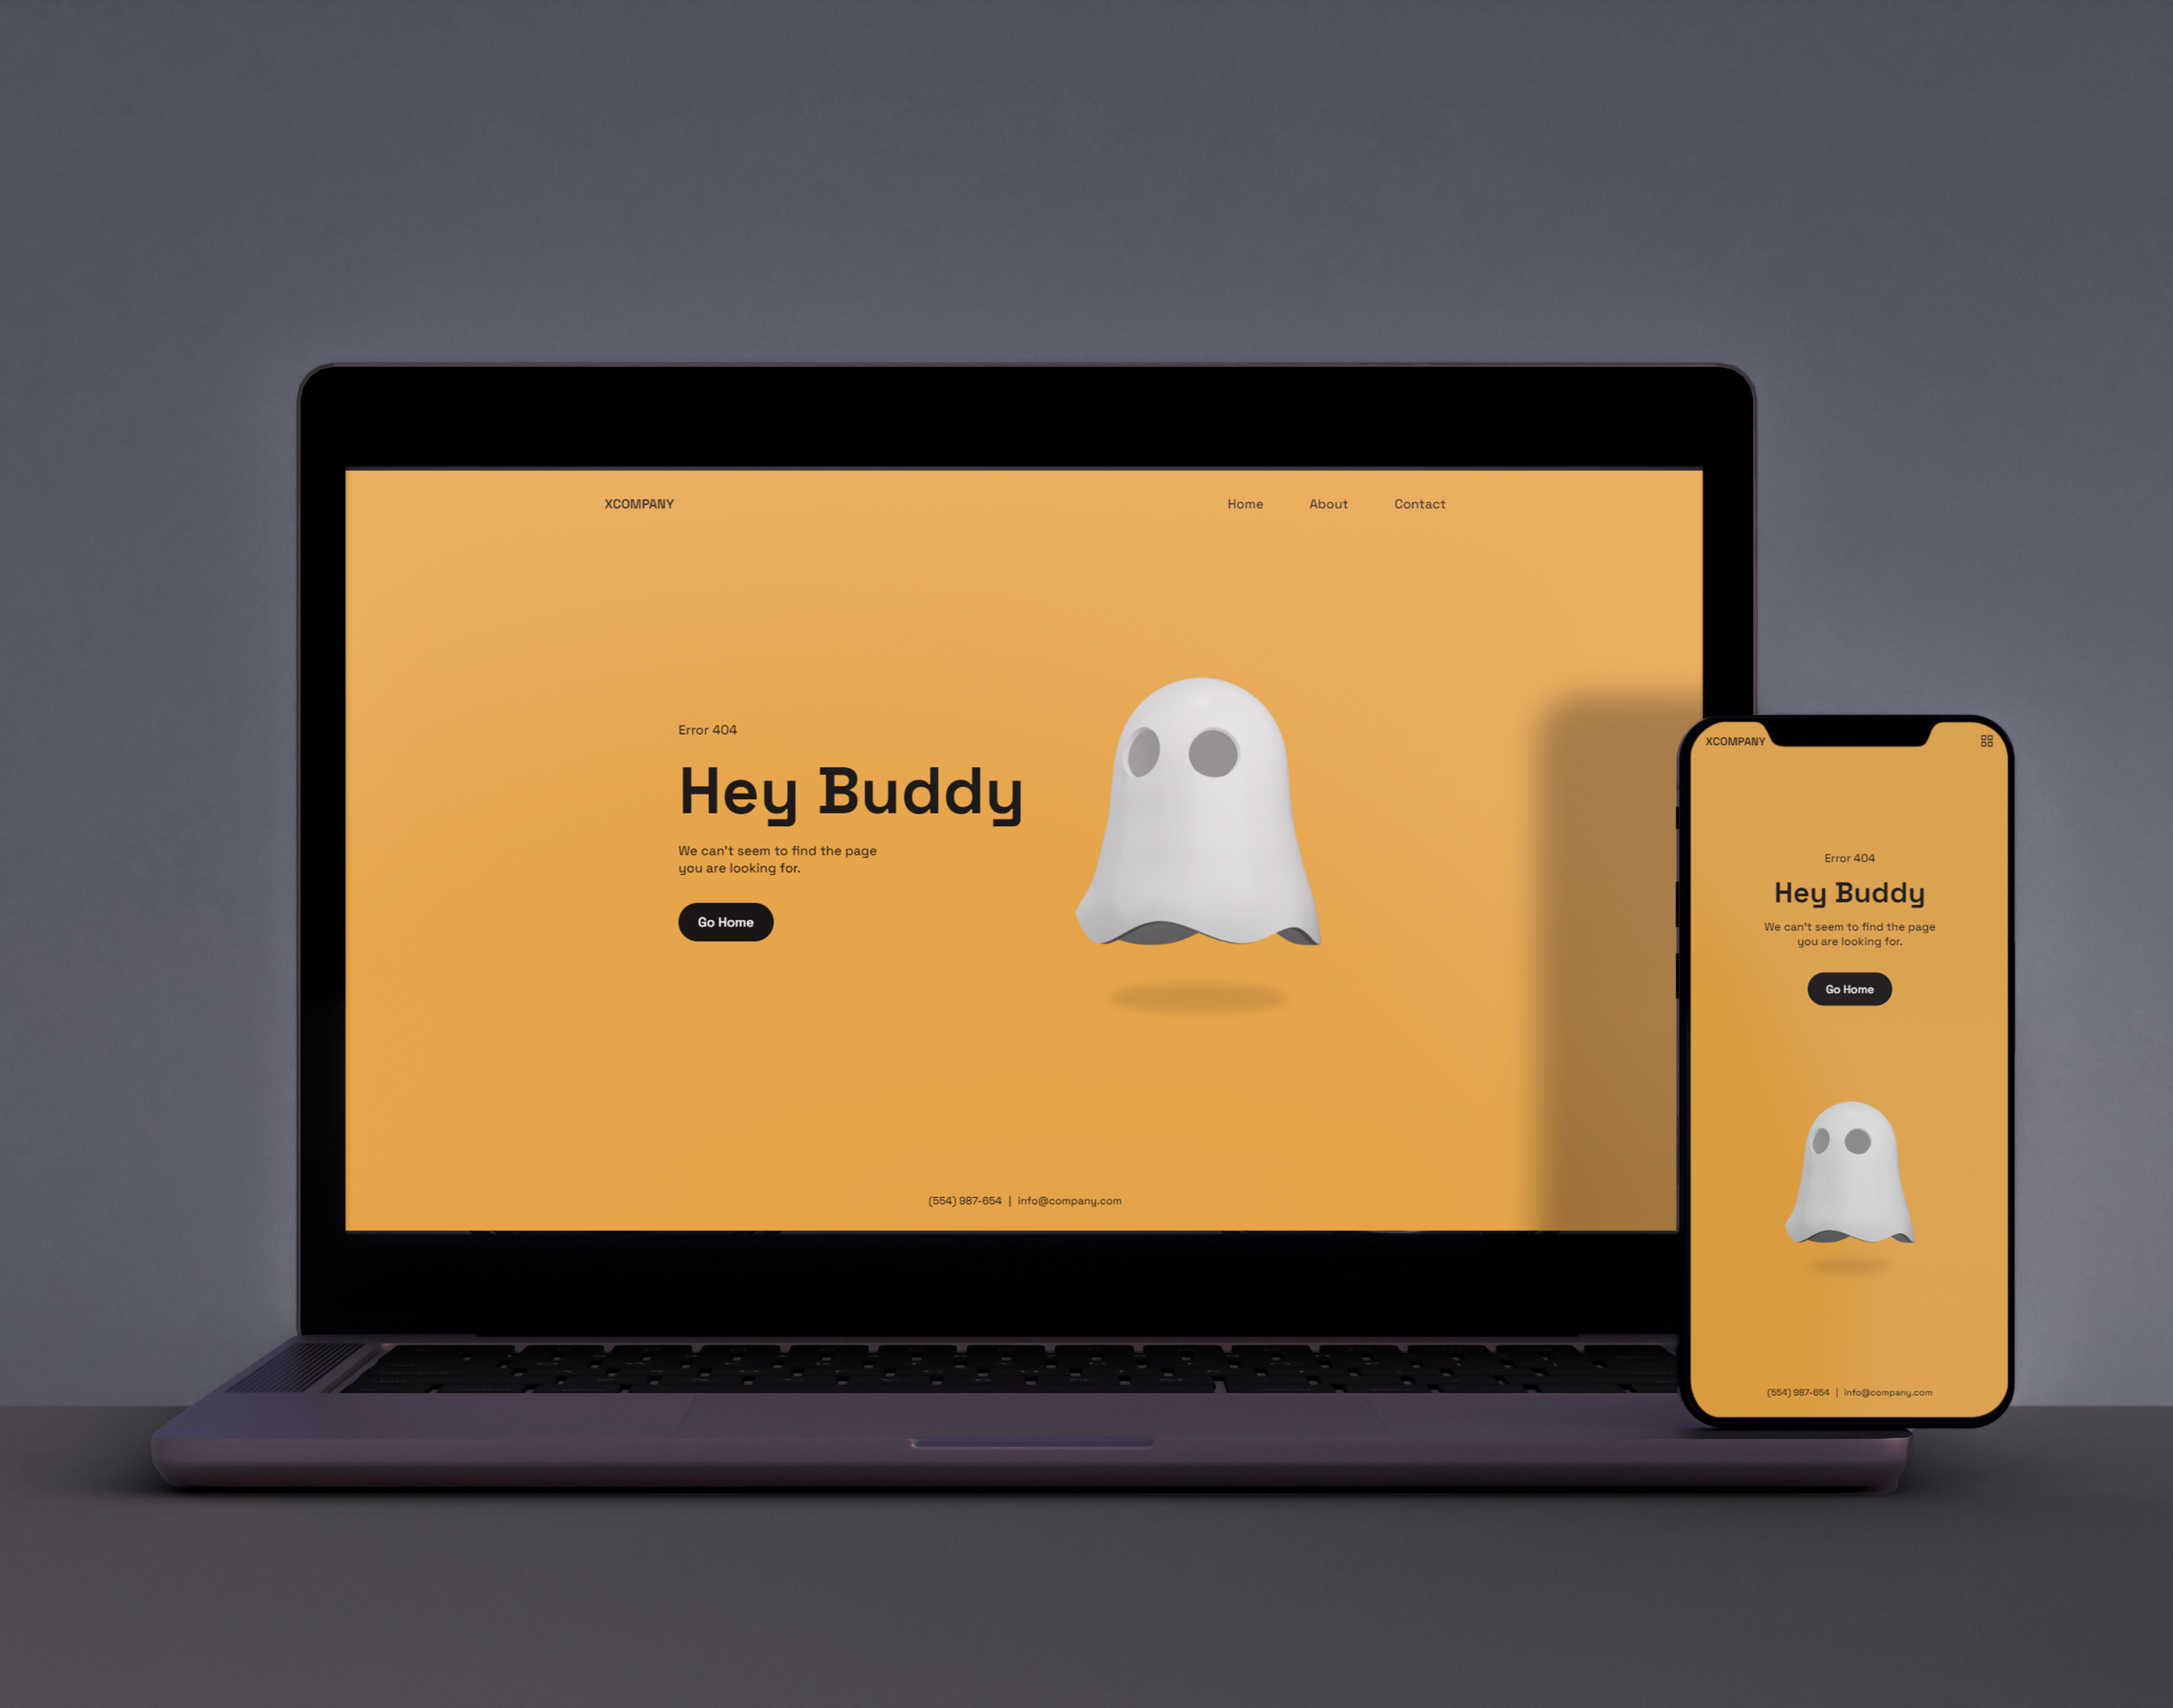 XCOMPANY
Home About Contact
Error 404
Hey Buddy
We can't seem to find the page
you are looking for.
Go Home
(554) 987-654 | info@company.com
XCOMPANY
Error 404
Hey Buddy
We can't seem to find the page
you are looking for.
Go Home
(554) 987-654 | info@company.com